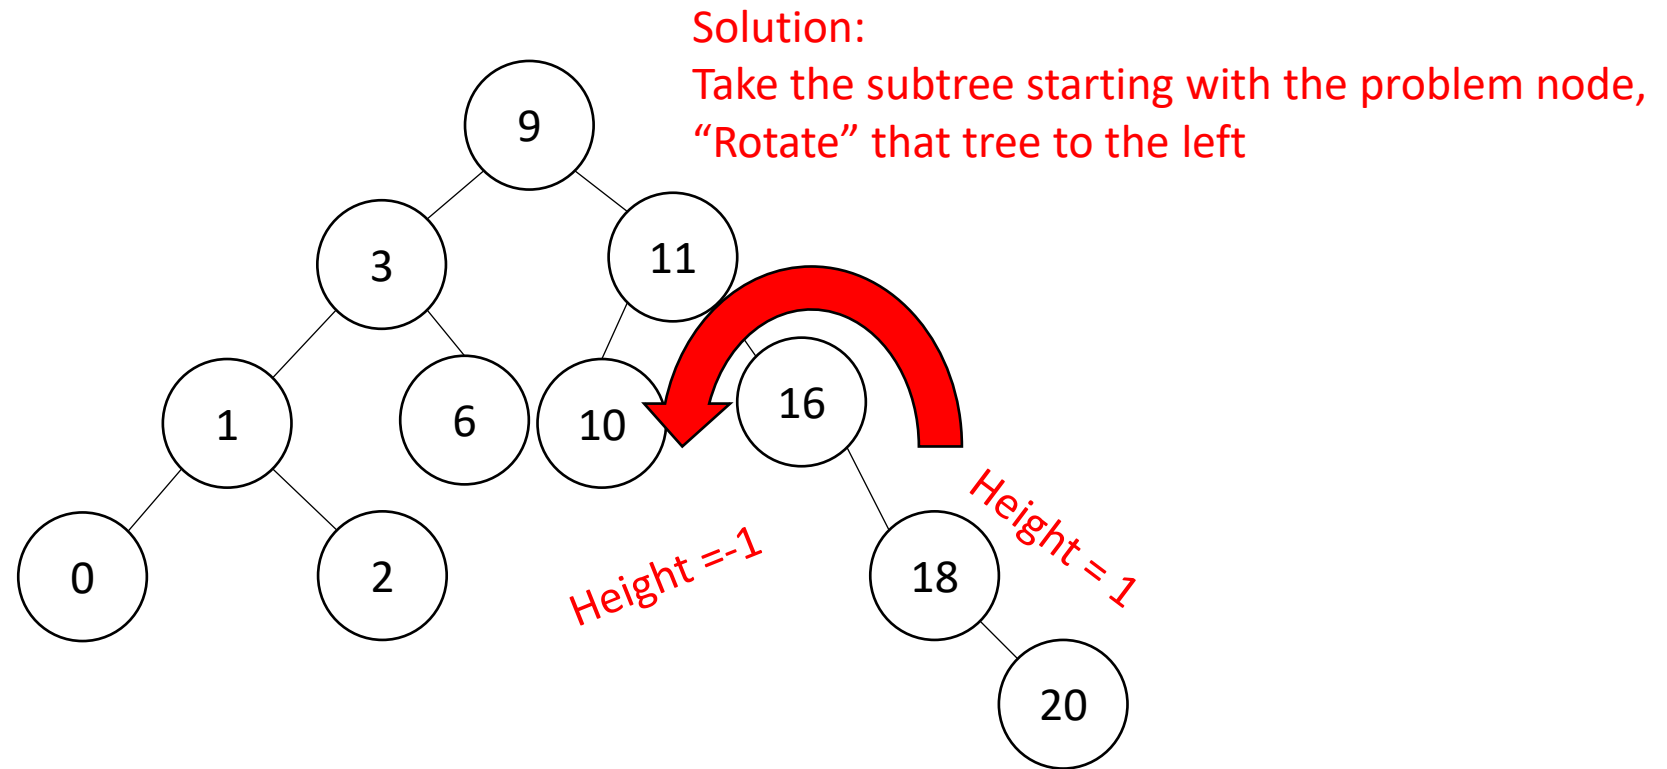 Solution:
Take the subtree starting with the problem node,
“Rotate” that tree to the left
9
3
11
1
6
10
16
0
2
18
20
Height =-1
Height = 1